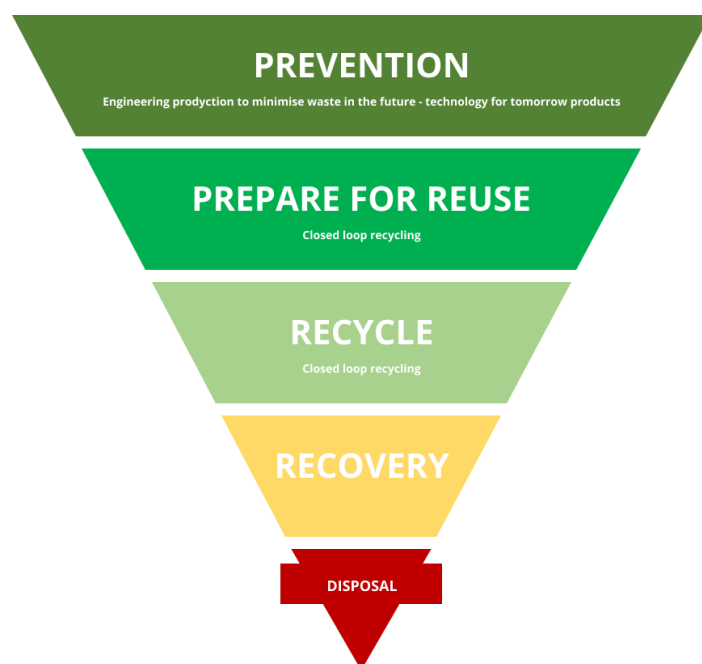 PREVENTION
Engineering prodyction to minimise waste in the future - technology for tomorrow products
PREPARE FOR REUSE
Closed loop recycling
RECYCLE
Closed loop recycling
RECOVERY
DISPOSAL